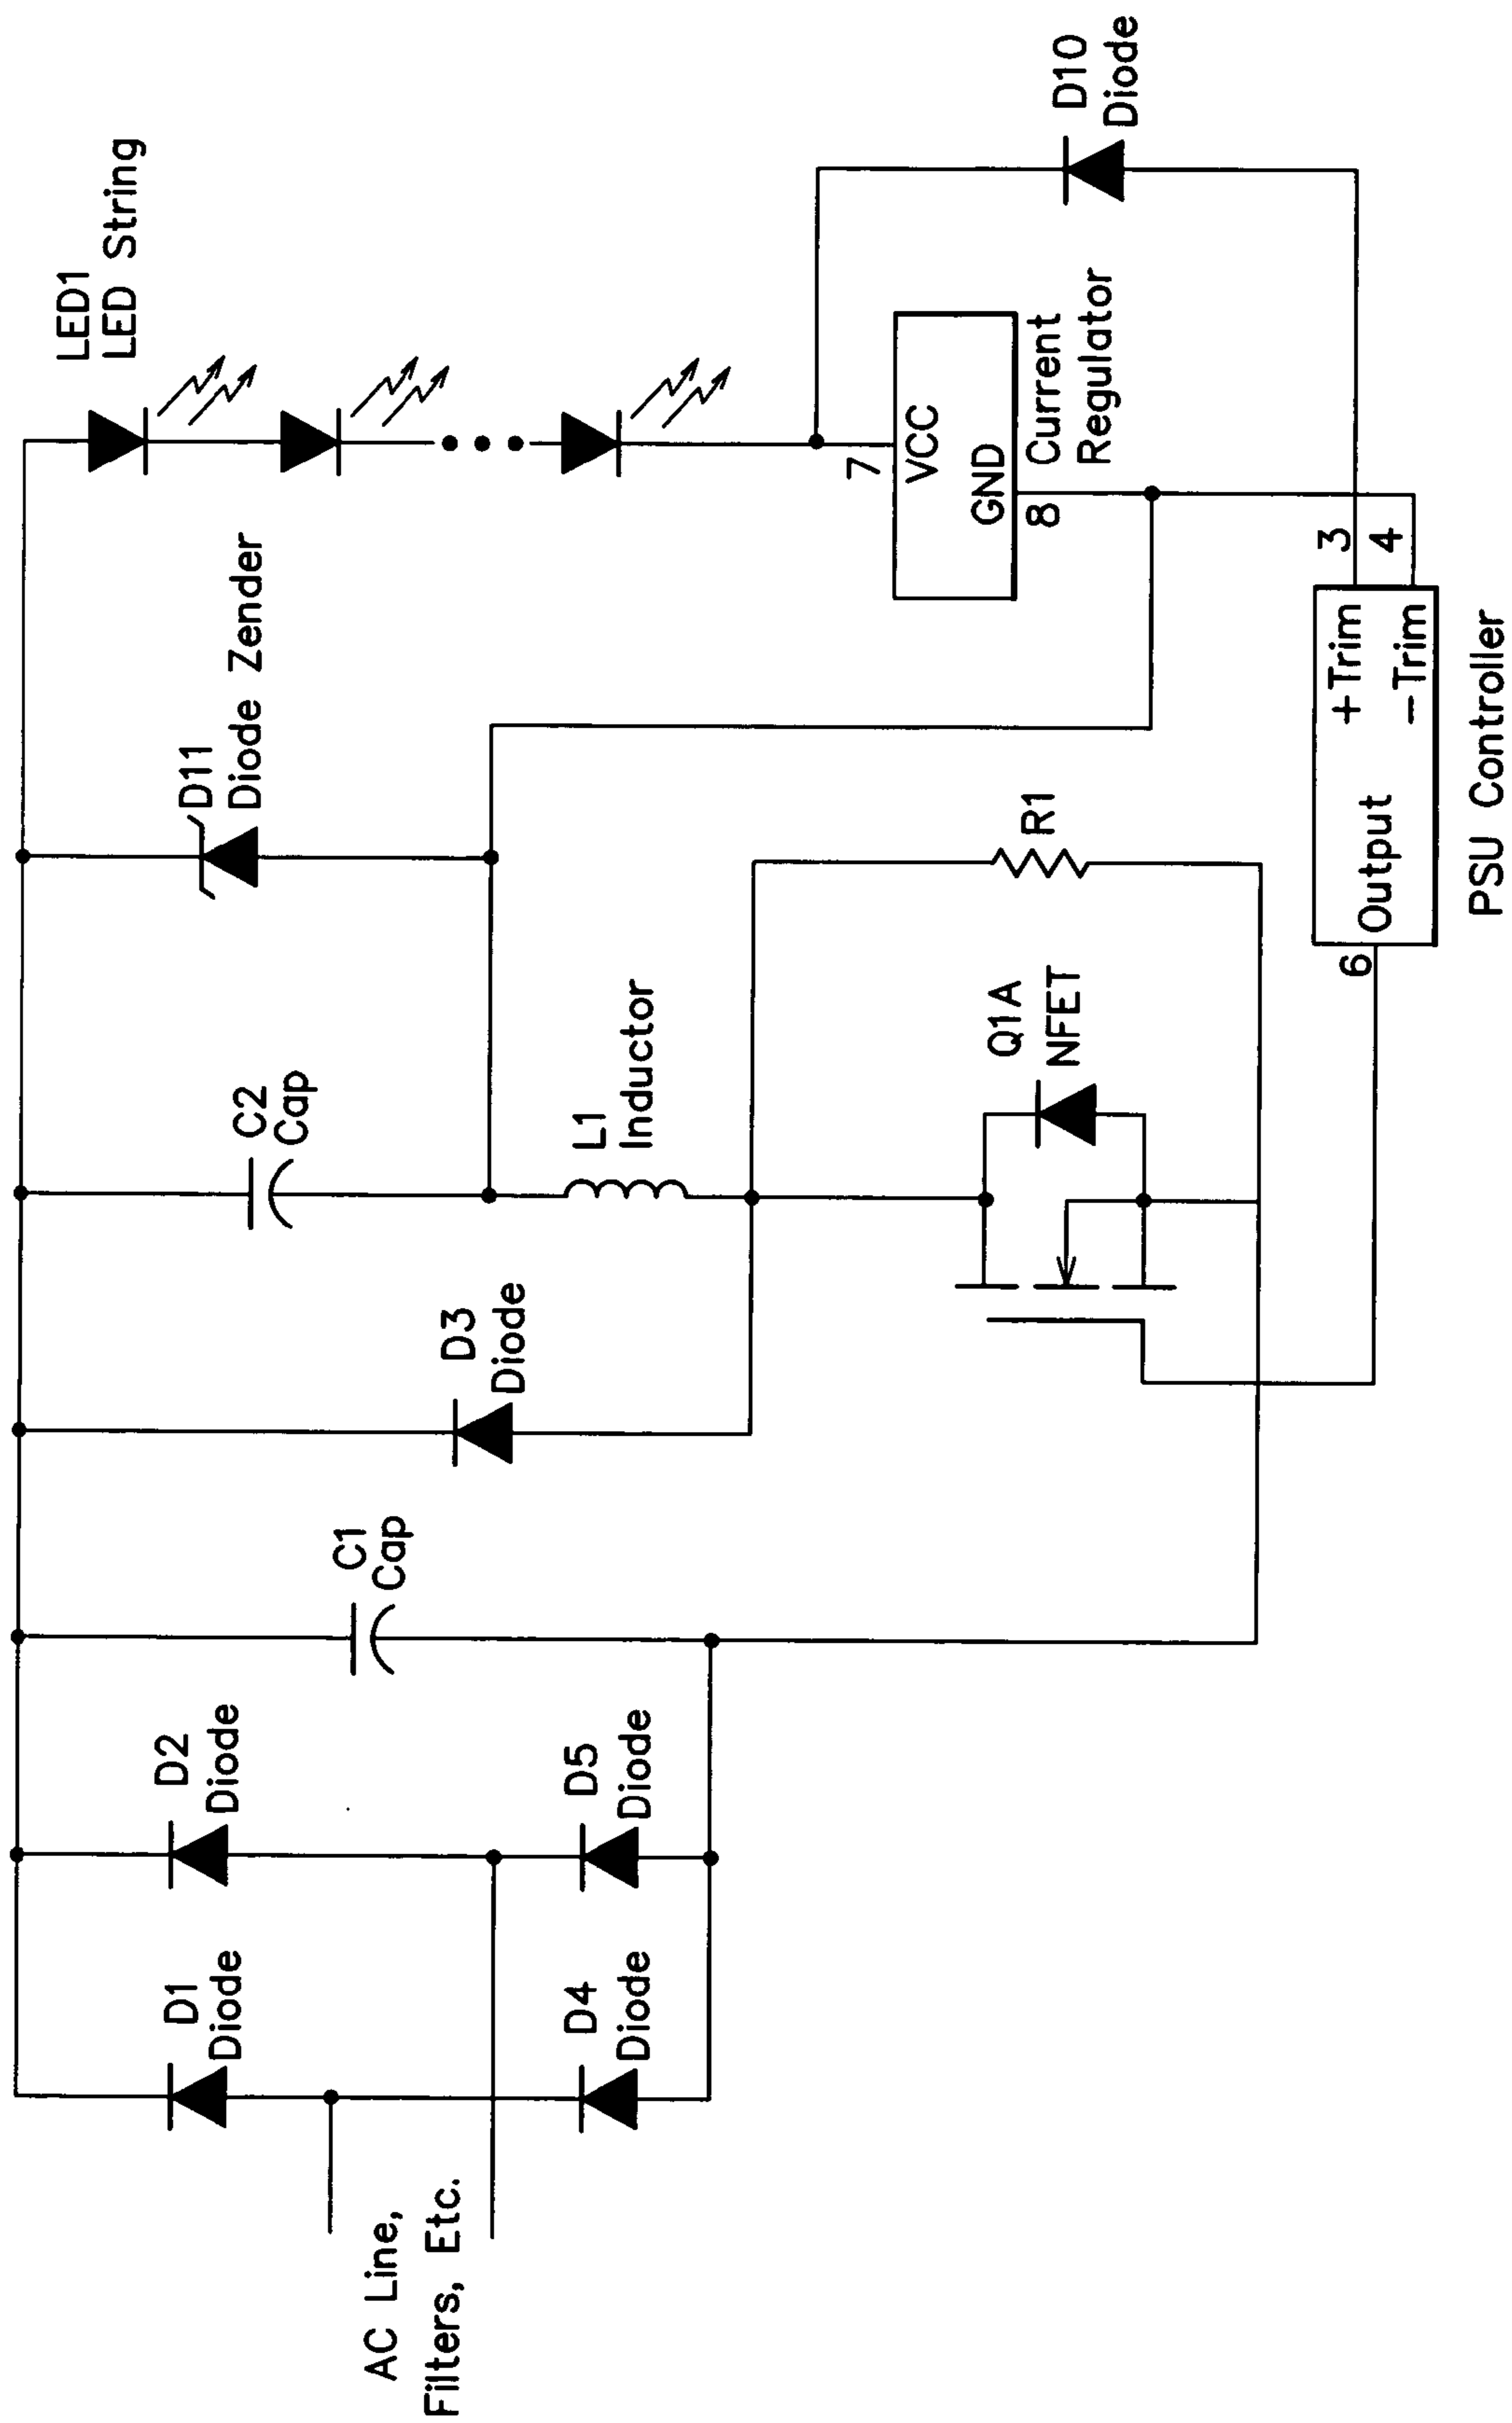 AC Line,
Filters, Etc.
D1
Diode
D4
Diode
D2
Diode
D5
Diode
C1
Cap
D3
Diode
C2
Cap
L1
Inductor
Q1A
NFET
R1
D11
Diode Zender
LED1
LED String
7
VCC
GND
8
Current
Regulator
D10
Diode
3
4
+Trim
−Trim
Output
6
PSU Controller